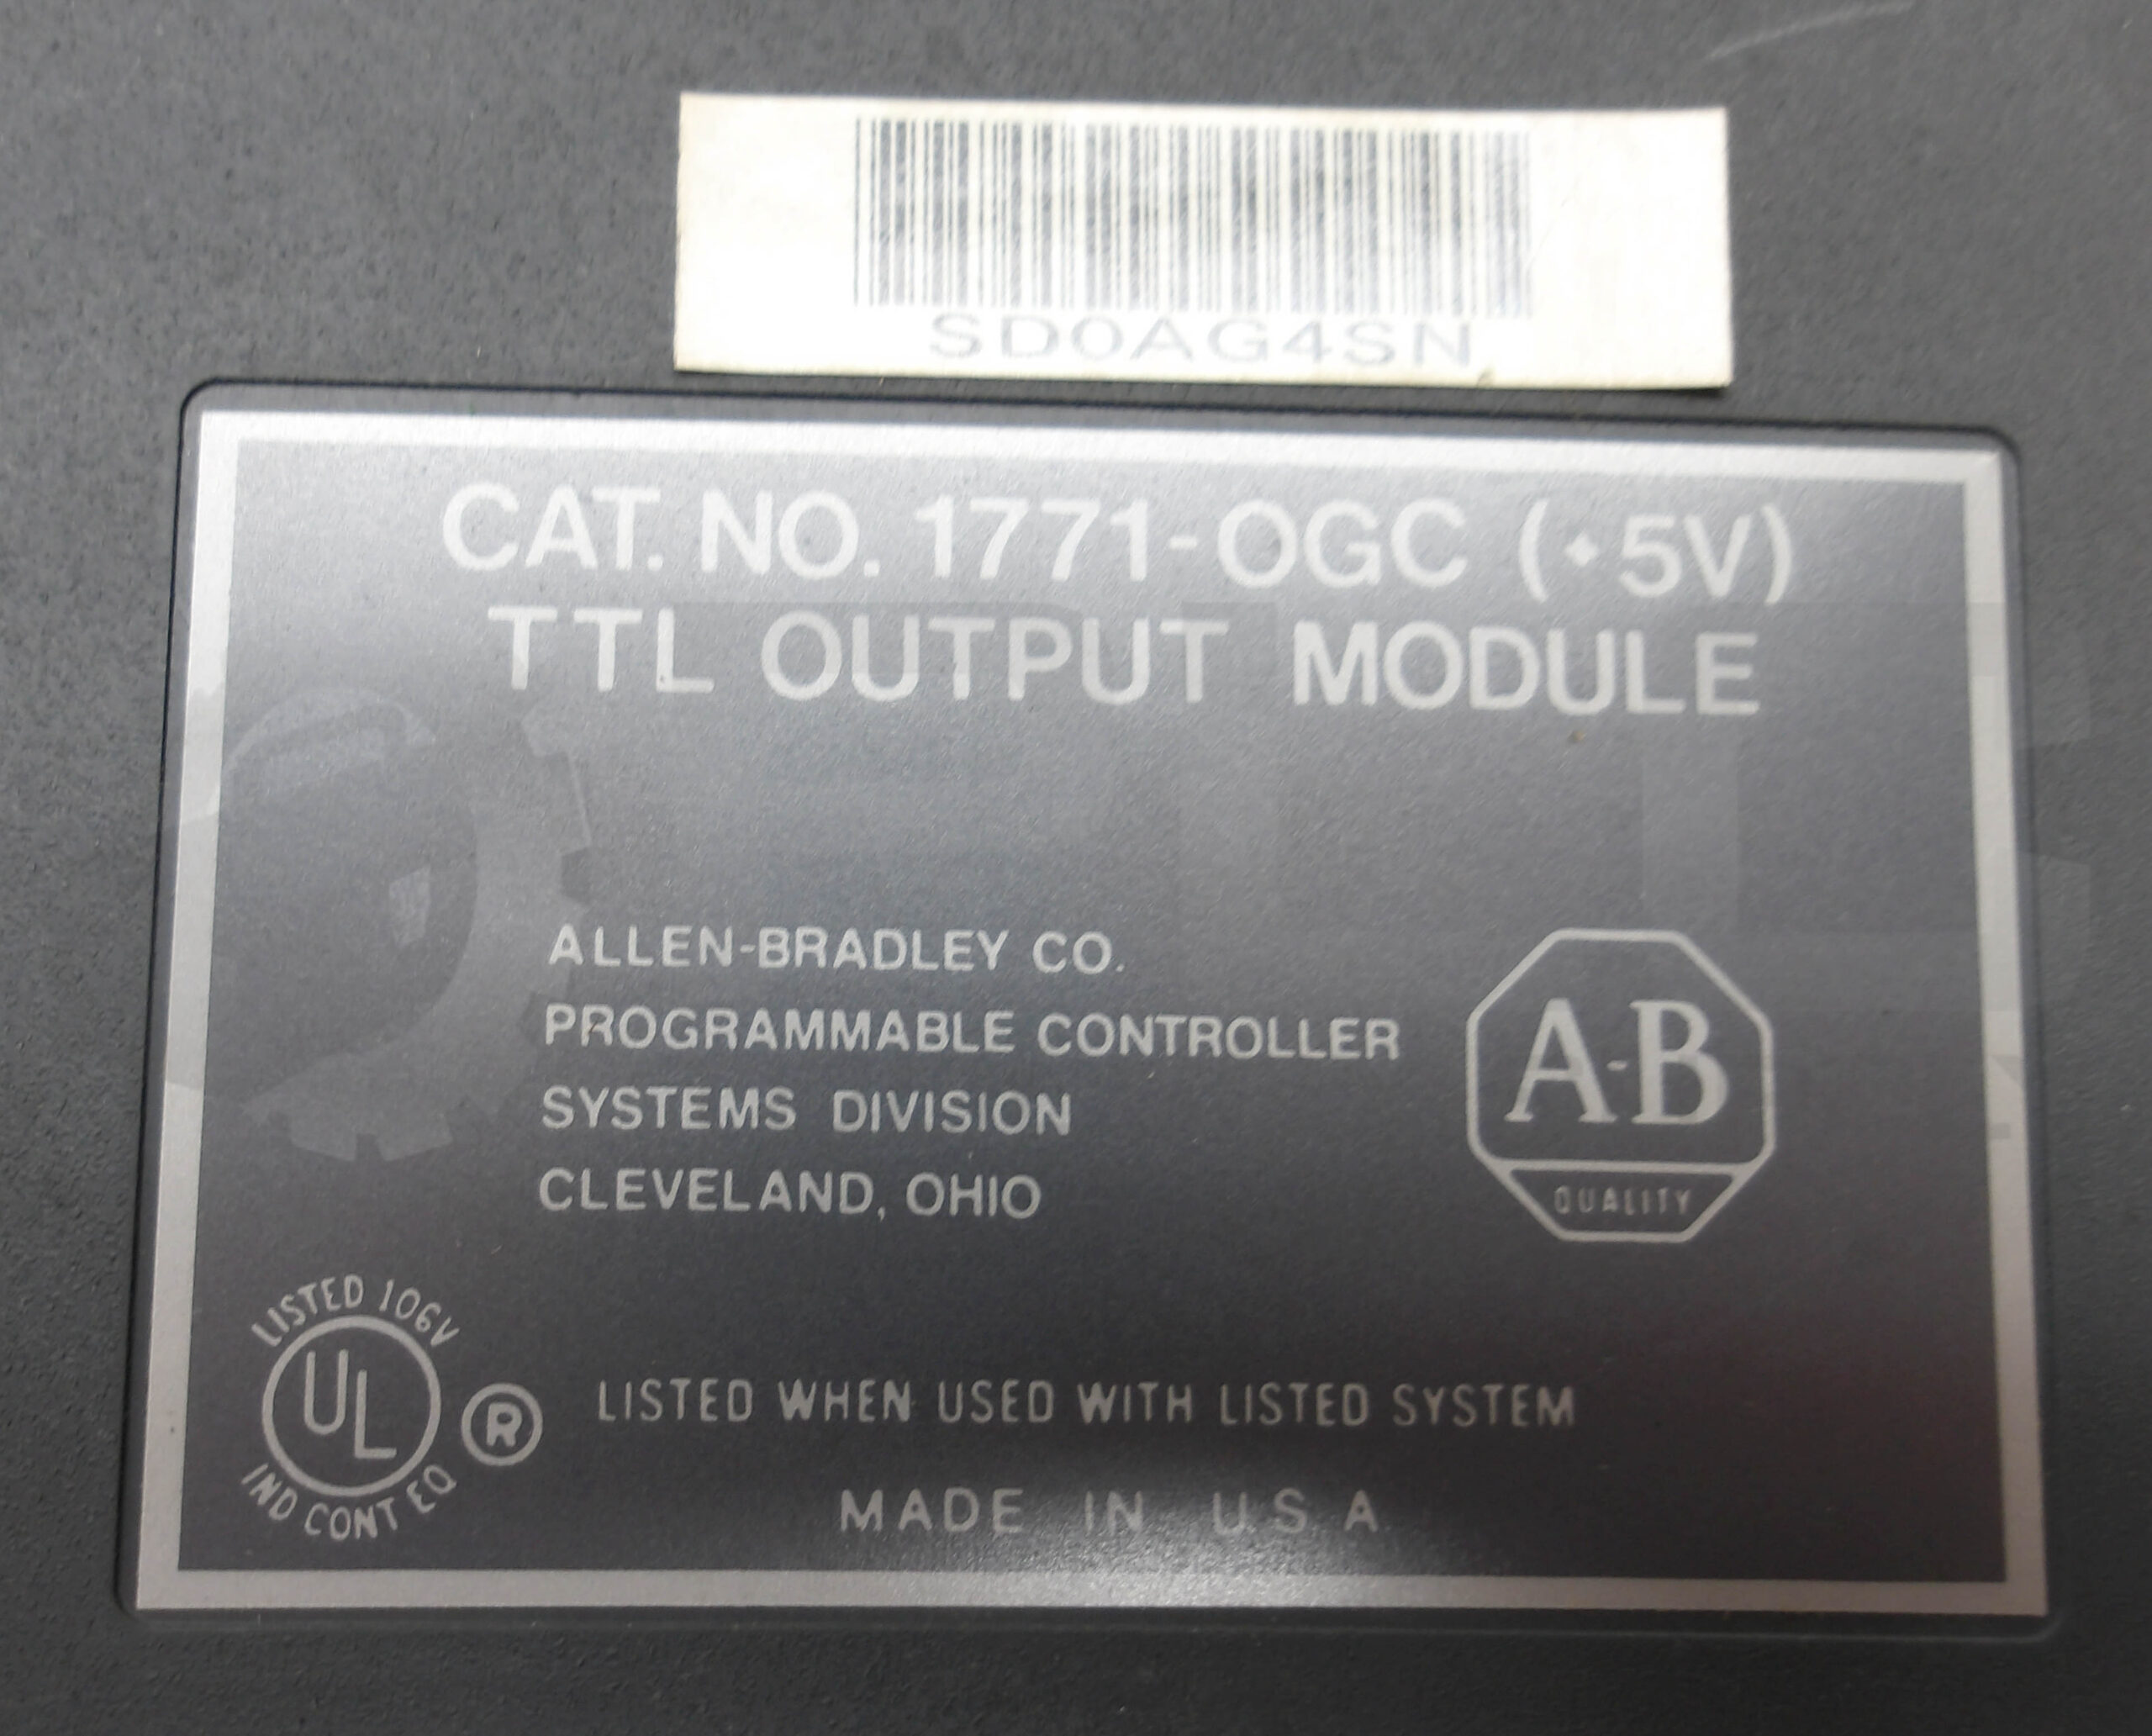 SD0AG4SN
CAT. NO. 1771-OGC (+5V)
TTL OUTPUT MODULE
ALLEN-BRADLEY CO.
PROGRAMMABLE CONTROLLER
SYSTEMS DIVISION
CLEVELAND, OHIO
A-B
QUALITY
LISTED 106V
UL
IND CONT EQ
®
LISTED WHEN USED WITH LISTED SYSTEM
MADE IN U S A